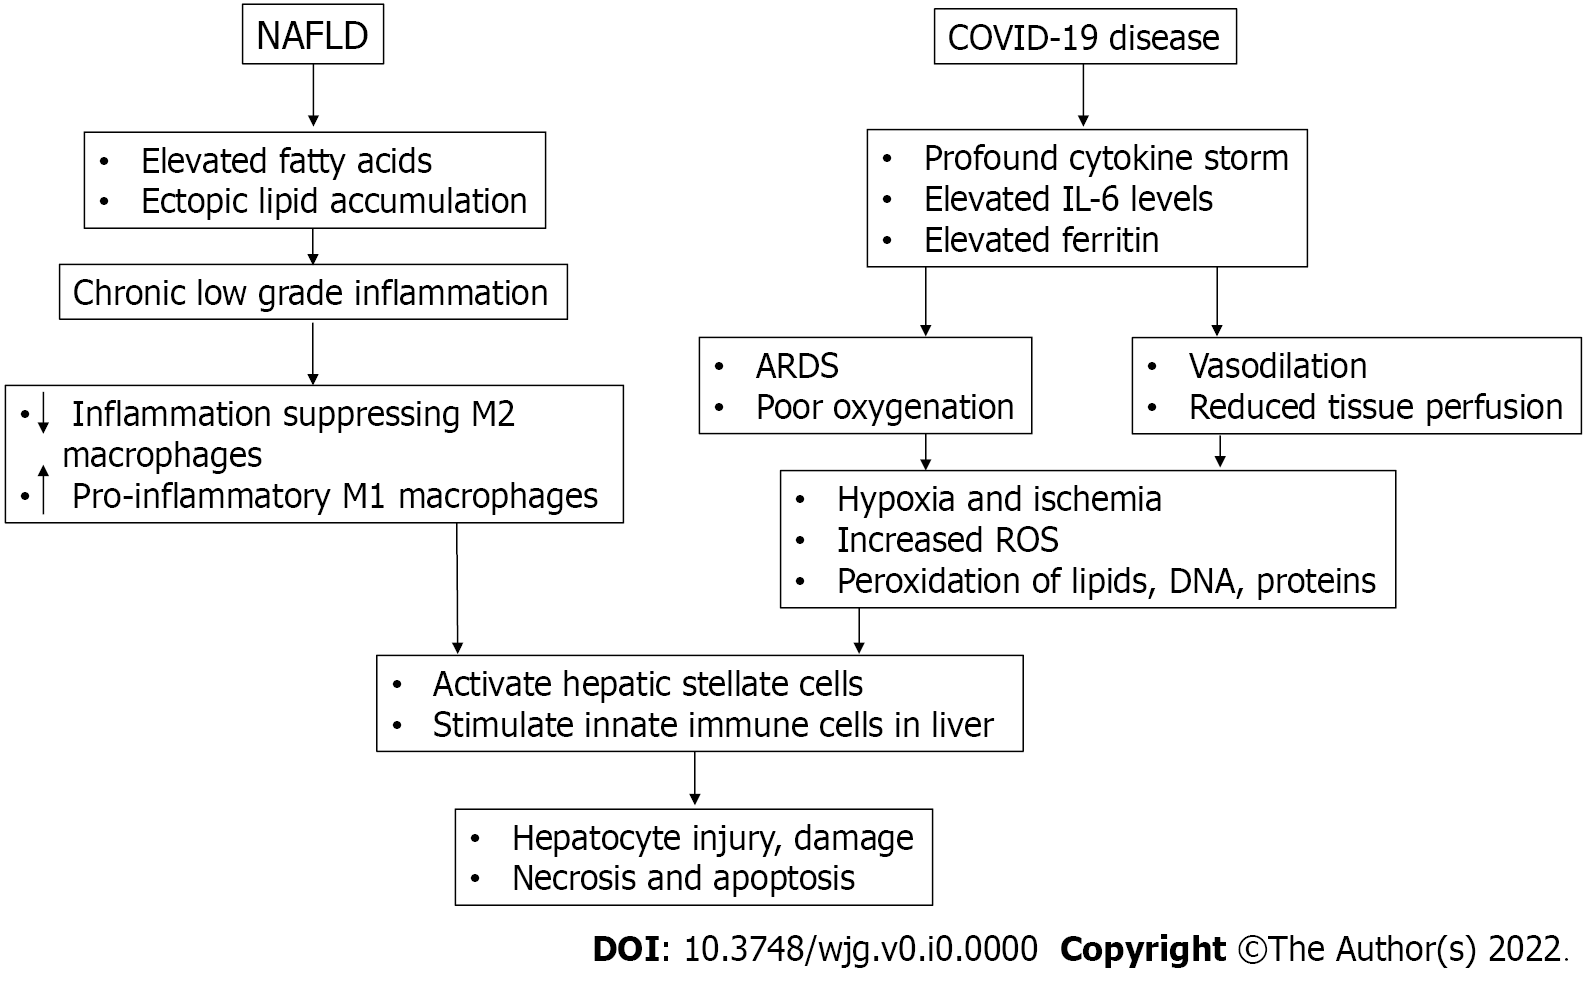 NAFLD
• Elevated fatty acids
• Ectopic lipid accumulation
Chronic low grade inflammation
• ↓ Inflammation suppressing M2
macrophages
• ↑ Pro-inflammatory M1 macrophages
COVID-19 disease
• Profound cytokine storm
• Elevated IL-6 levels
• Elevated ferritin
• ARDS
• Poor oxygenation
• Vasodilation
• Reduced tissue perfusion
• Hypoxia and ischemia
• Increased ROS
• Peroxidation of lipids, DNA, proteins
• Activate hepatic stellate cells
• Stimulate innate immune cells in liver
• Hepatocyte injury, damage
• Necrosis and apoptosis
DOI: 10.3748/wjg.v0.i0.0000 Copyright ©The Author(s) 2022.